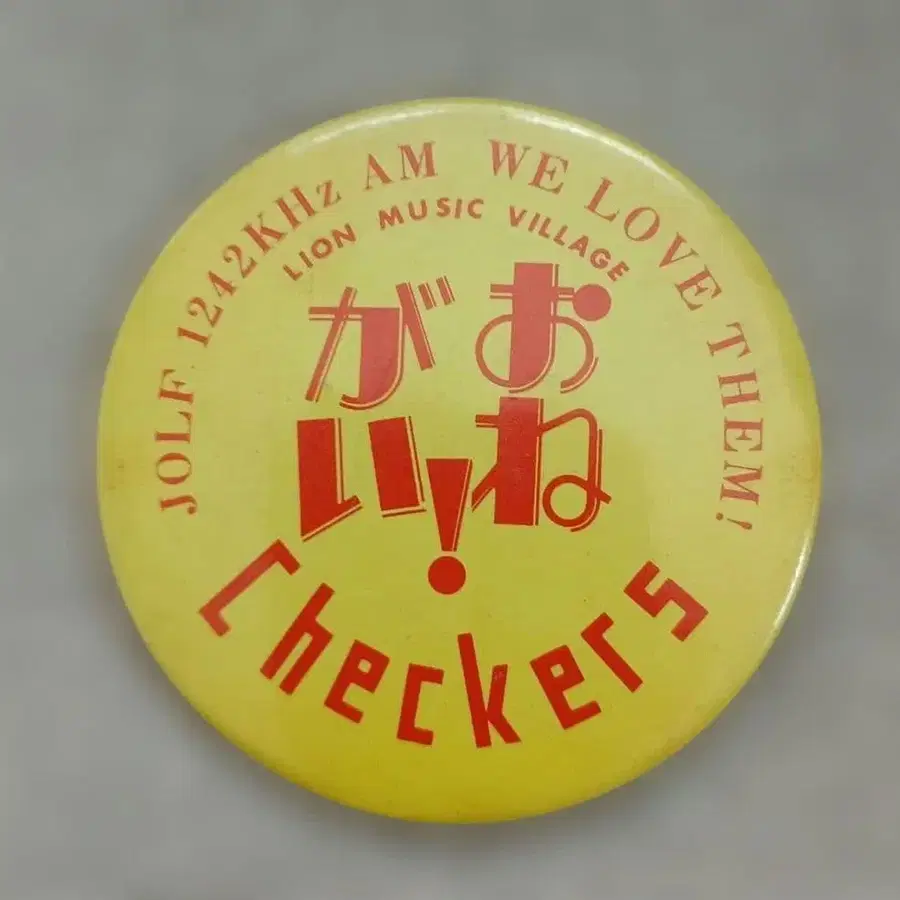 JOLF 1242KHz AM WE LOVE THEM!
LION MUSIC VILLAGE
おね
がい!
Checkers